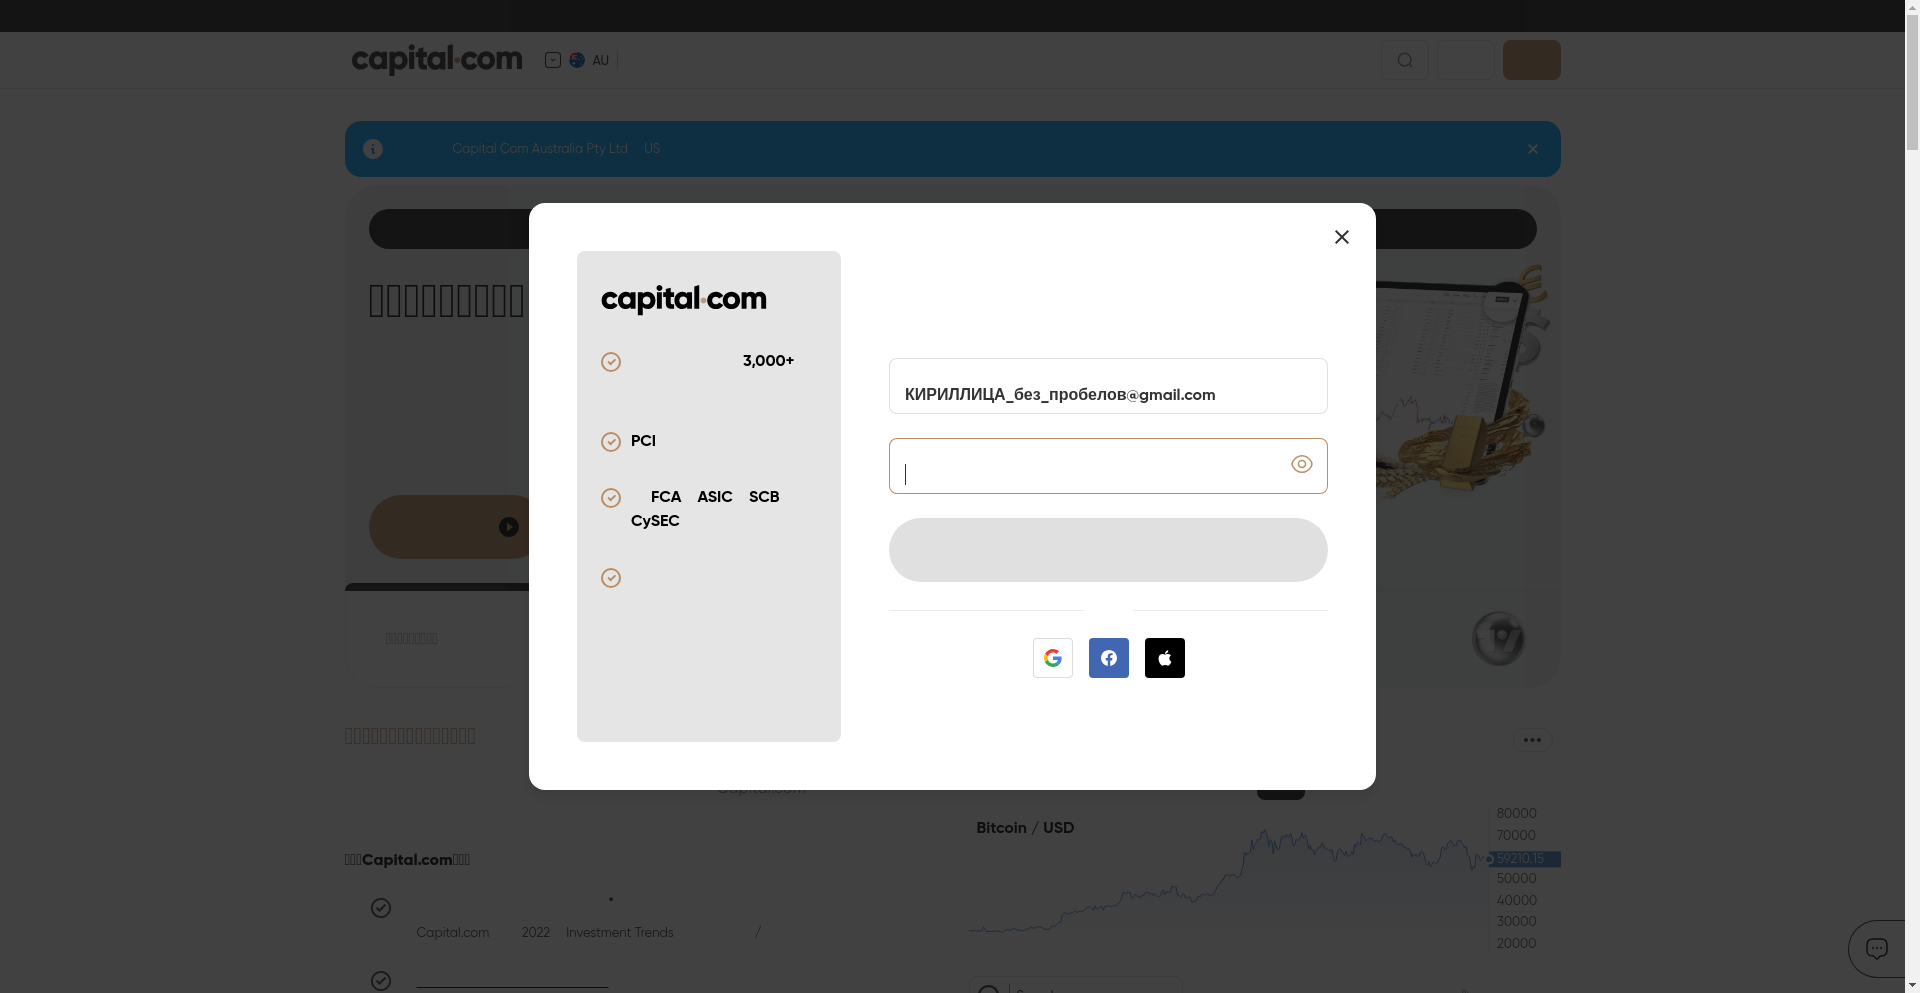 capital.com
AU
Capital Com Australia Pty Ltd US
capital.com
3,000+
PCI
FCA ASIC SCB
CySEC
КИРИЛЛИЦА_без_пробелов@gmail.com
Capital.com
Bitcoin / USD
80000
70000
59210.15
50000
40000
30000
20000
Capital.com
Capital.com 2022 Investment Trends /